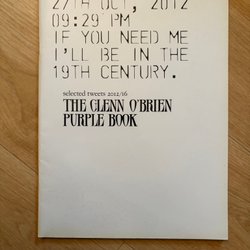 27TH OCT, 2012
09:29 PM
IF YOU NEED ME
I'LL BE IN THE
19TH CENTURY.
selected tweets 2012/16
THE GLENN O'BRIEN
PURPLE BOOK